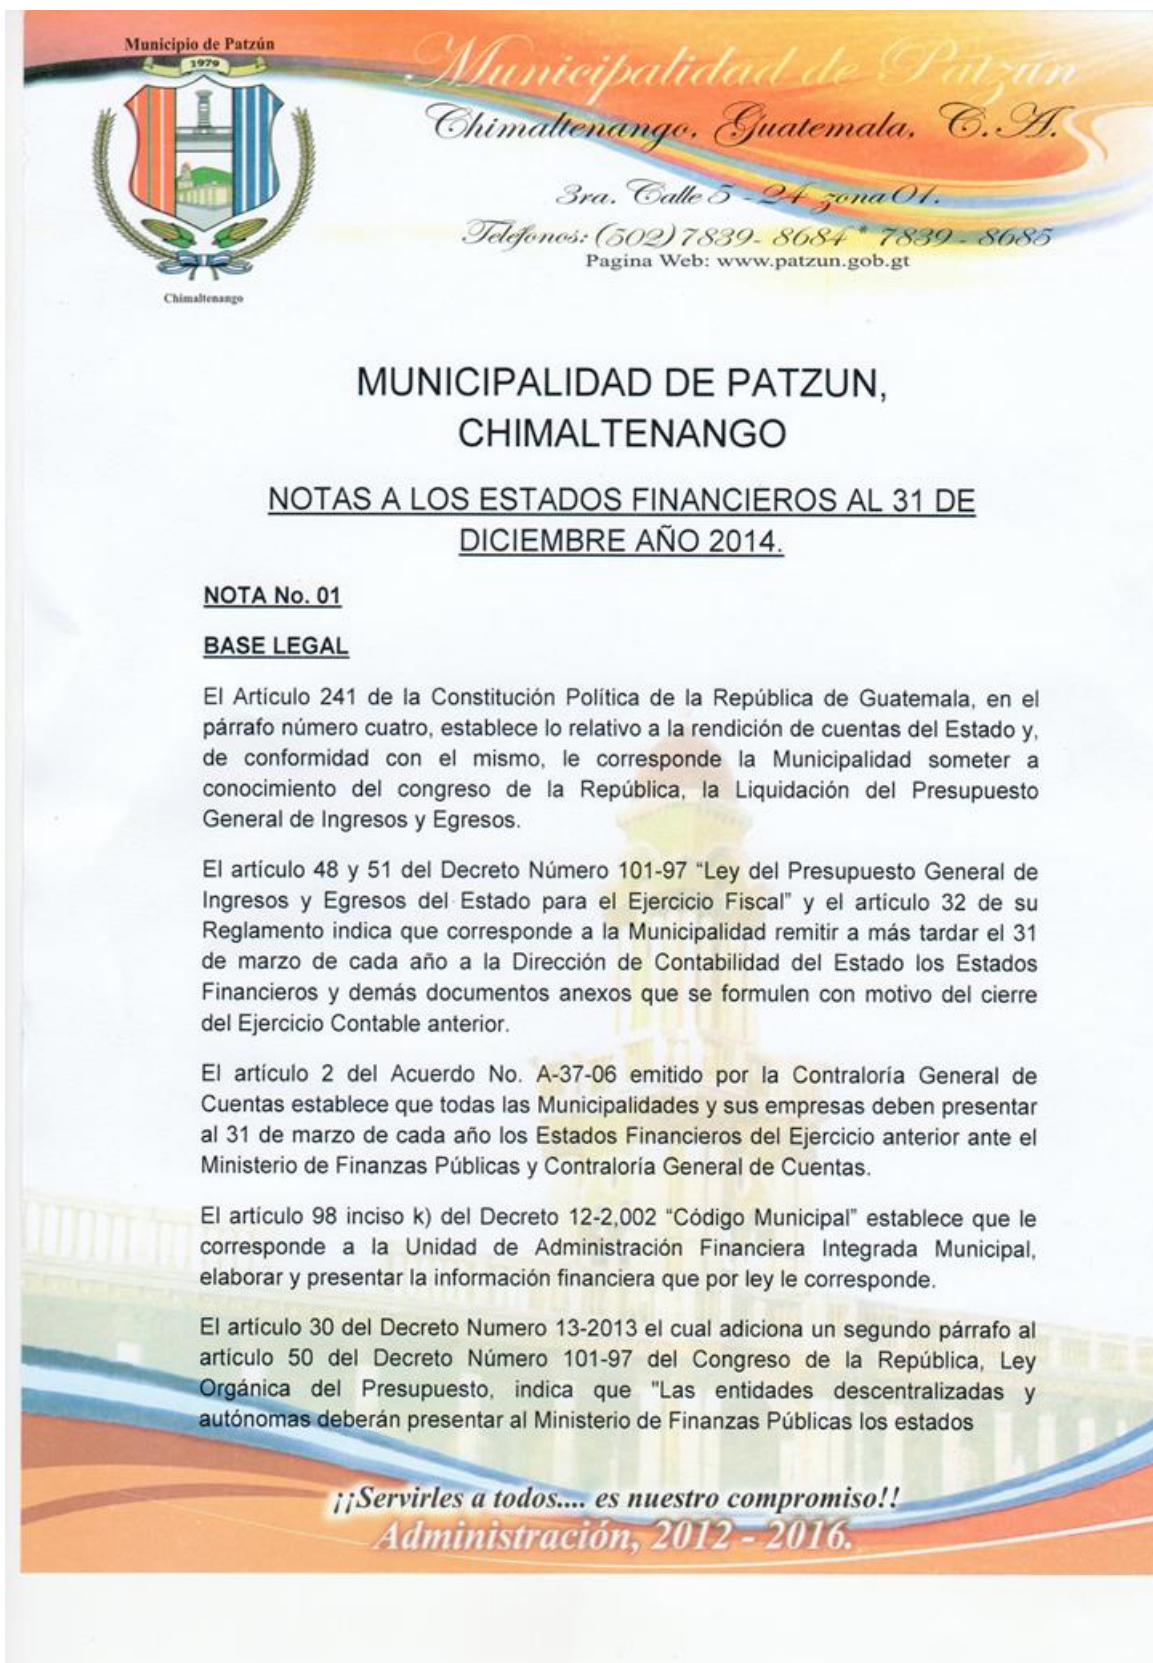 Municipio de Patzún
1979
Chimaltenango
Municipalidad de Patzún
Chimaltenango, Guatemala, C.A.
3ra. Calle 5 - 24 zona 01.
Teléfonos: (502) 7839- 8684 * 7839 - 8685
Pagina Web: www.patzun.gob.gt
MUNICIPALIDAD DE PATZUN,
CHIMALTENANGO
NOTAS A LOS ESTADOS FINANCIEROS AL 31 DE
DICIEMBRE AÑO 2014.
NOTA No. 01
BASE LEGAL
El Artículo 241 de la Constitución Política de la República de Guatemala, en el
párrafo número cuatro, establece lo relativo a la rendición de cuentas del Estado y,
de conformidad con el mismo, le corresponde la Municipalidad someter a
conocimiento del congreso de la República, la Liquidación del Presupuesto
General de Ingresos y Egresos.
El artículo 48 y 51 del Decreto Número 101-97 “Ley del Presupuesto General de
Ingresos y Egresos del Estado para el Ejercicio Fiscal” y el artículo 32 de su
Reglamento indica que corresponde a la Municipalidad remitir a más tardar el 31
de marzo de cada año a la Dirección de Contabilidad del Estado los Estados
Financieros y demás documentos anexos que se formulen con motivo del cierre
del Ejercicio Contable anterior.
El artículo 2 del Acuerdo No. A-37-06 emitido por la Contraloría General de
Cuentas establece que todas las Municipalidades y sus empresas deben presentar
al 31 de marzo de cada año los Estados Financieros del Ejercicio anterior ante el
Ministerio de Finanzas Públicas y Contraloría General de Cuentas.
El artículo 98 inciso k) del Decreto 12-2,002 “Código Municipal” establece que le
corresponde a la Unidad de Administración Financiera Integrada Municipal,
elaborar y presentar la información financiera que por ley le corresponde.
El artículo 30 del Decreto Numero 13-2013 el cual adiciona un segundo párrafo al
artículo 50 del Decreto Número 101-97 del Congreso de la República, Ley
Orgánica del Presupuesto, indica que "Las entidades descentralizadas y
autónomas deberán presentar al Ministerio de Finanzas Públicas los estados
¡¡Servirles a todos.... es nuestro compromiso!!
Administración, 2012 - 2016.